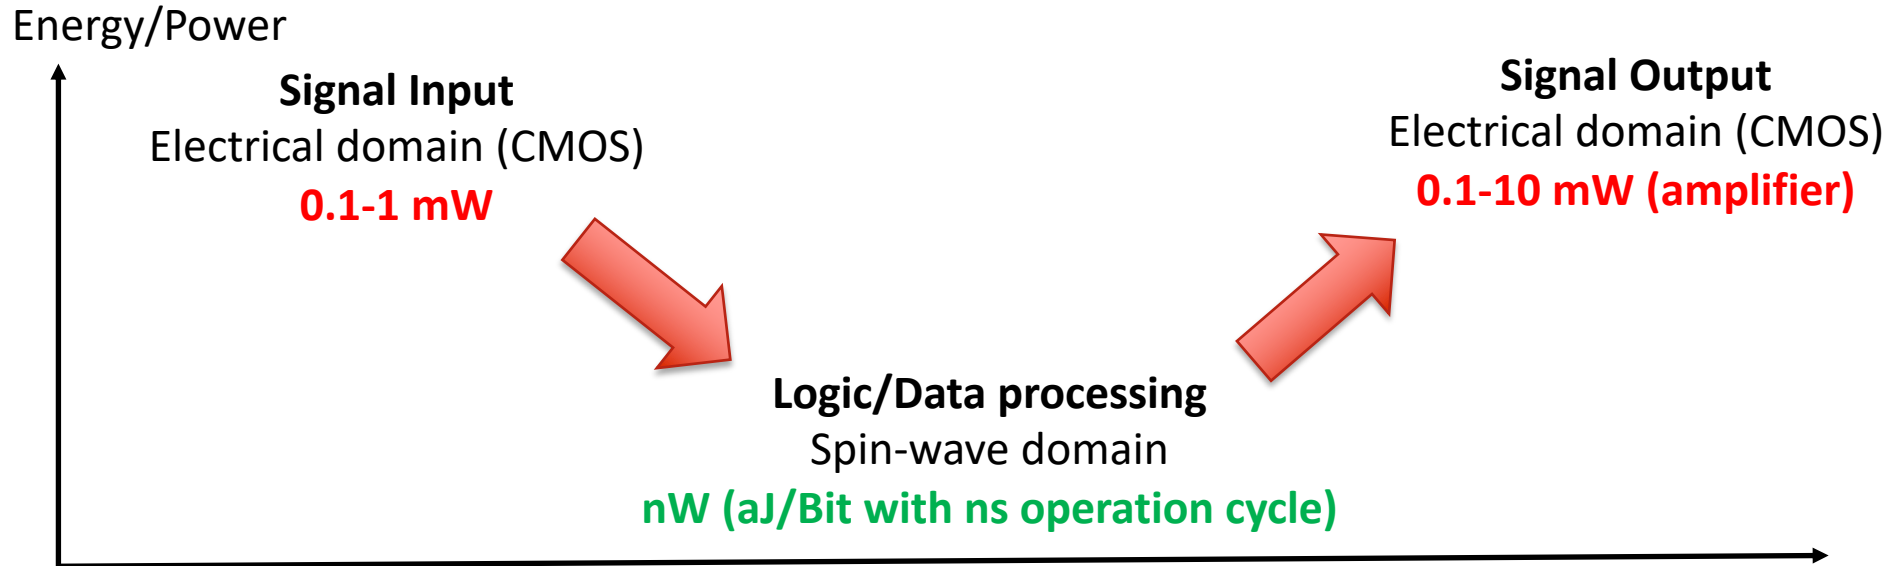 Energy/Power
Signal Input
Electrical domain (CMOS)
0.1-1 mW
Signal Output
Electrical domain (CMOS)
0.1-10 mW (amplifier)
Logic/Data processing
Spin-wave domain
nW (aJ/Bit with ns operation cycle)